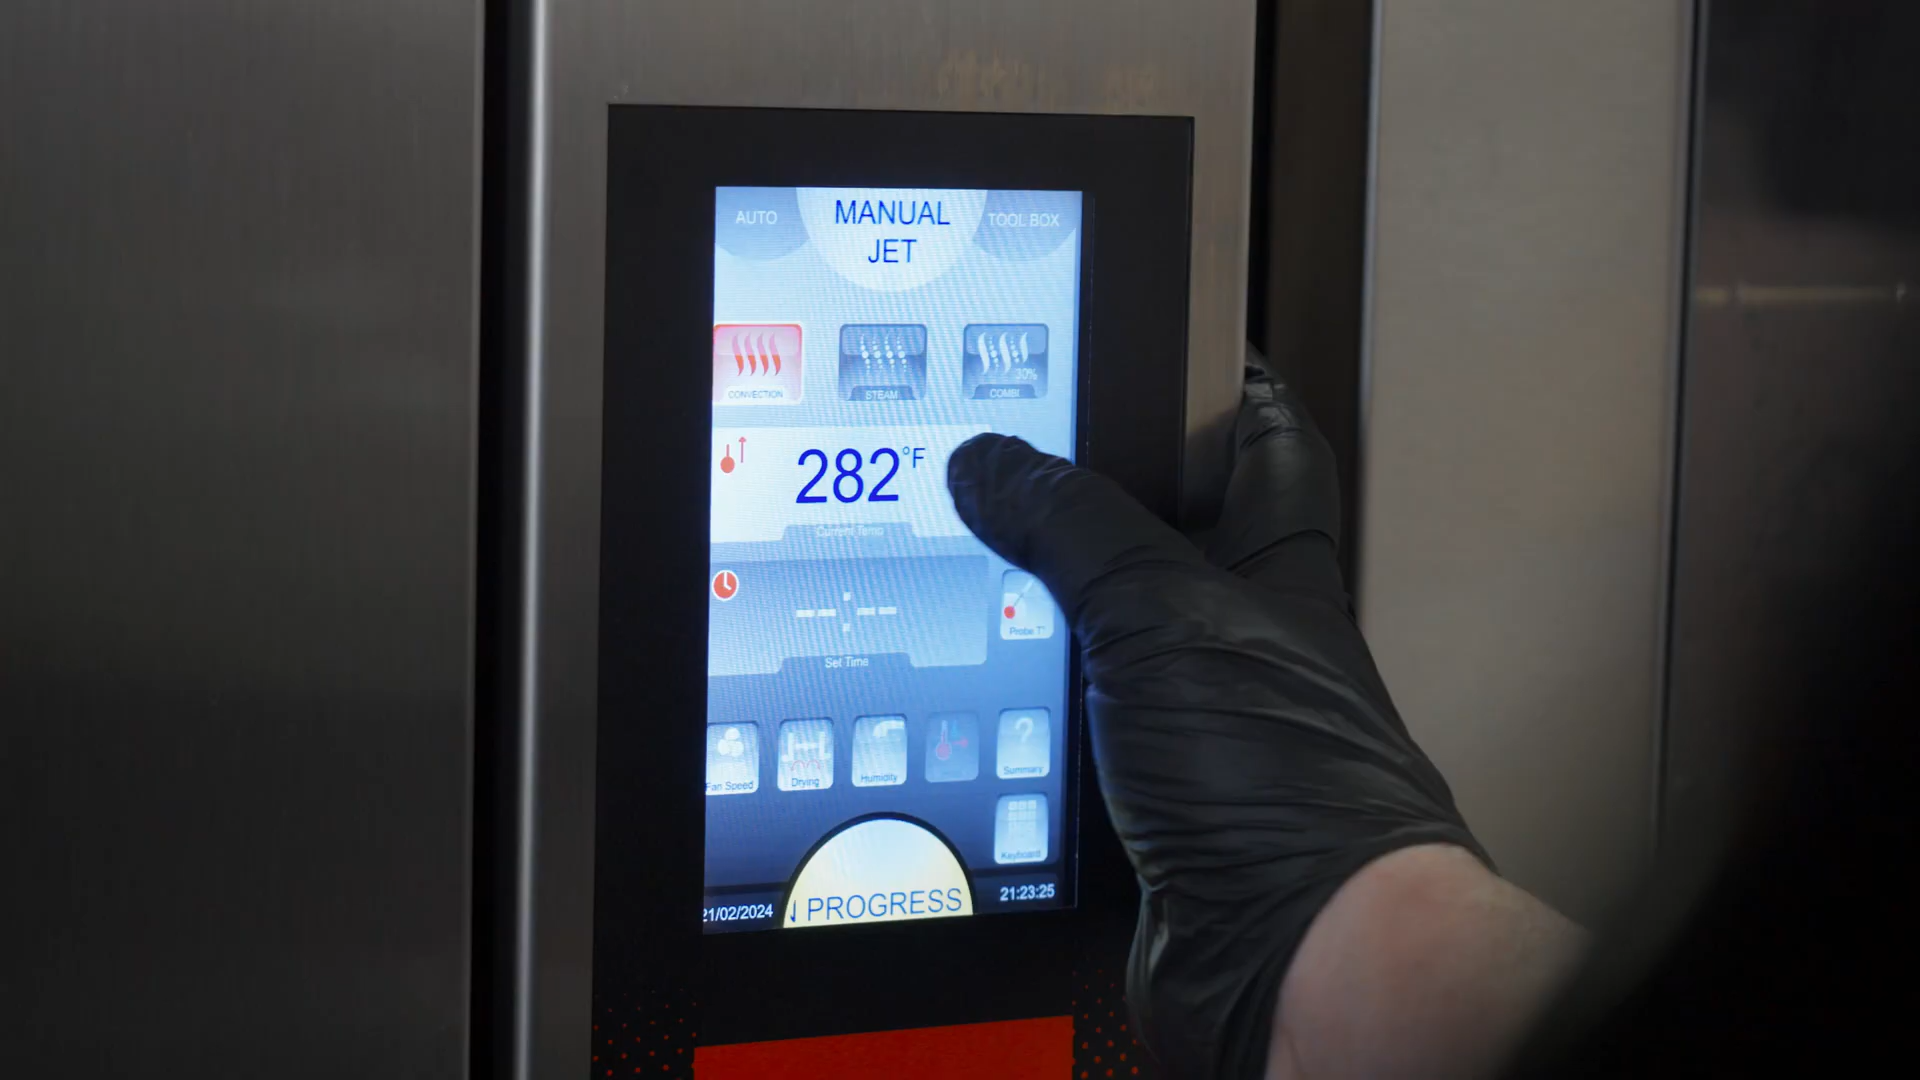 AUTO
MANUAL
JET
TOOL BOX
CONVECTION
STEAM
30%
COMBI
282°F
Current Temp
--:--
Set Time
Probe T°
Fan Speed
Drying
Humidity
Summary
Keyboard
21/02/2024
N PROGRESS
21:23:25